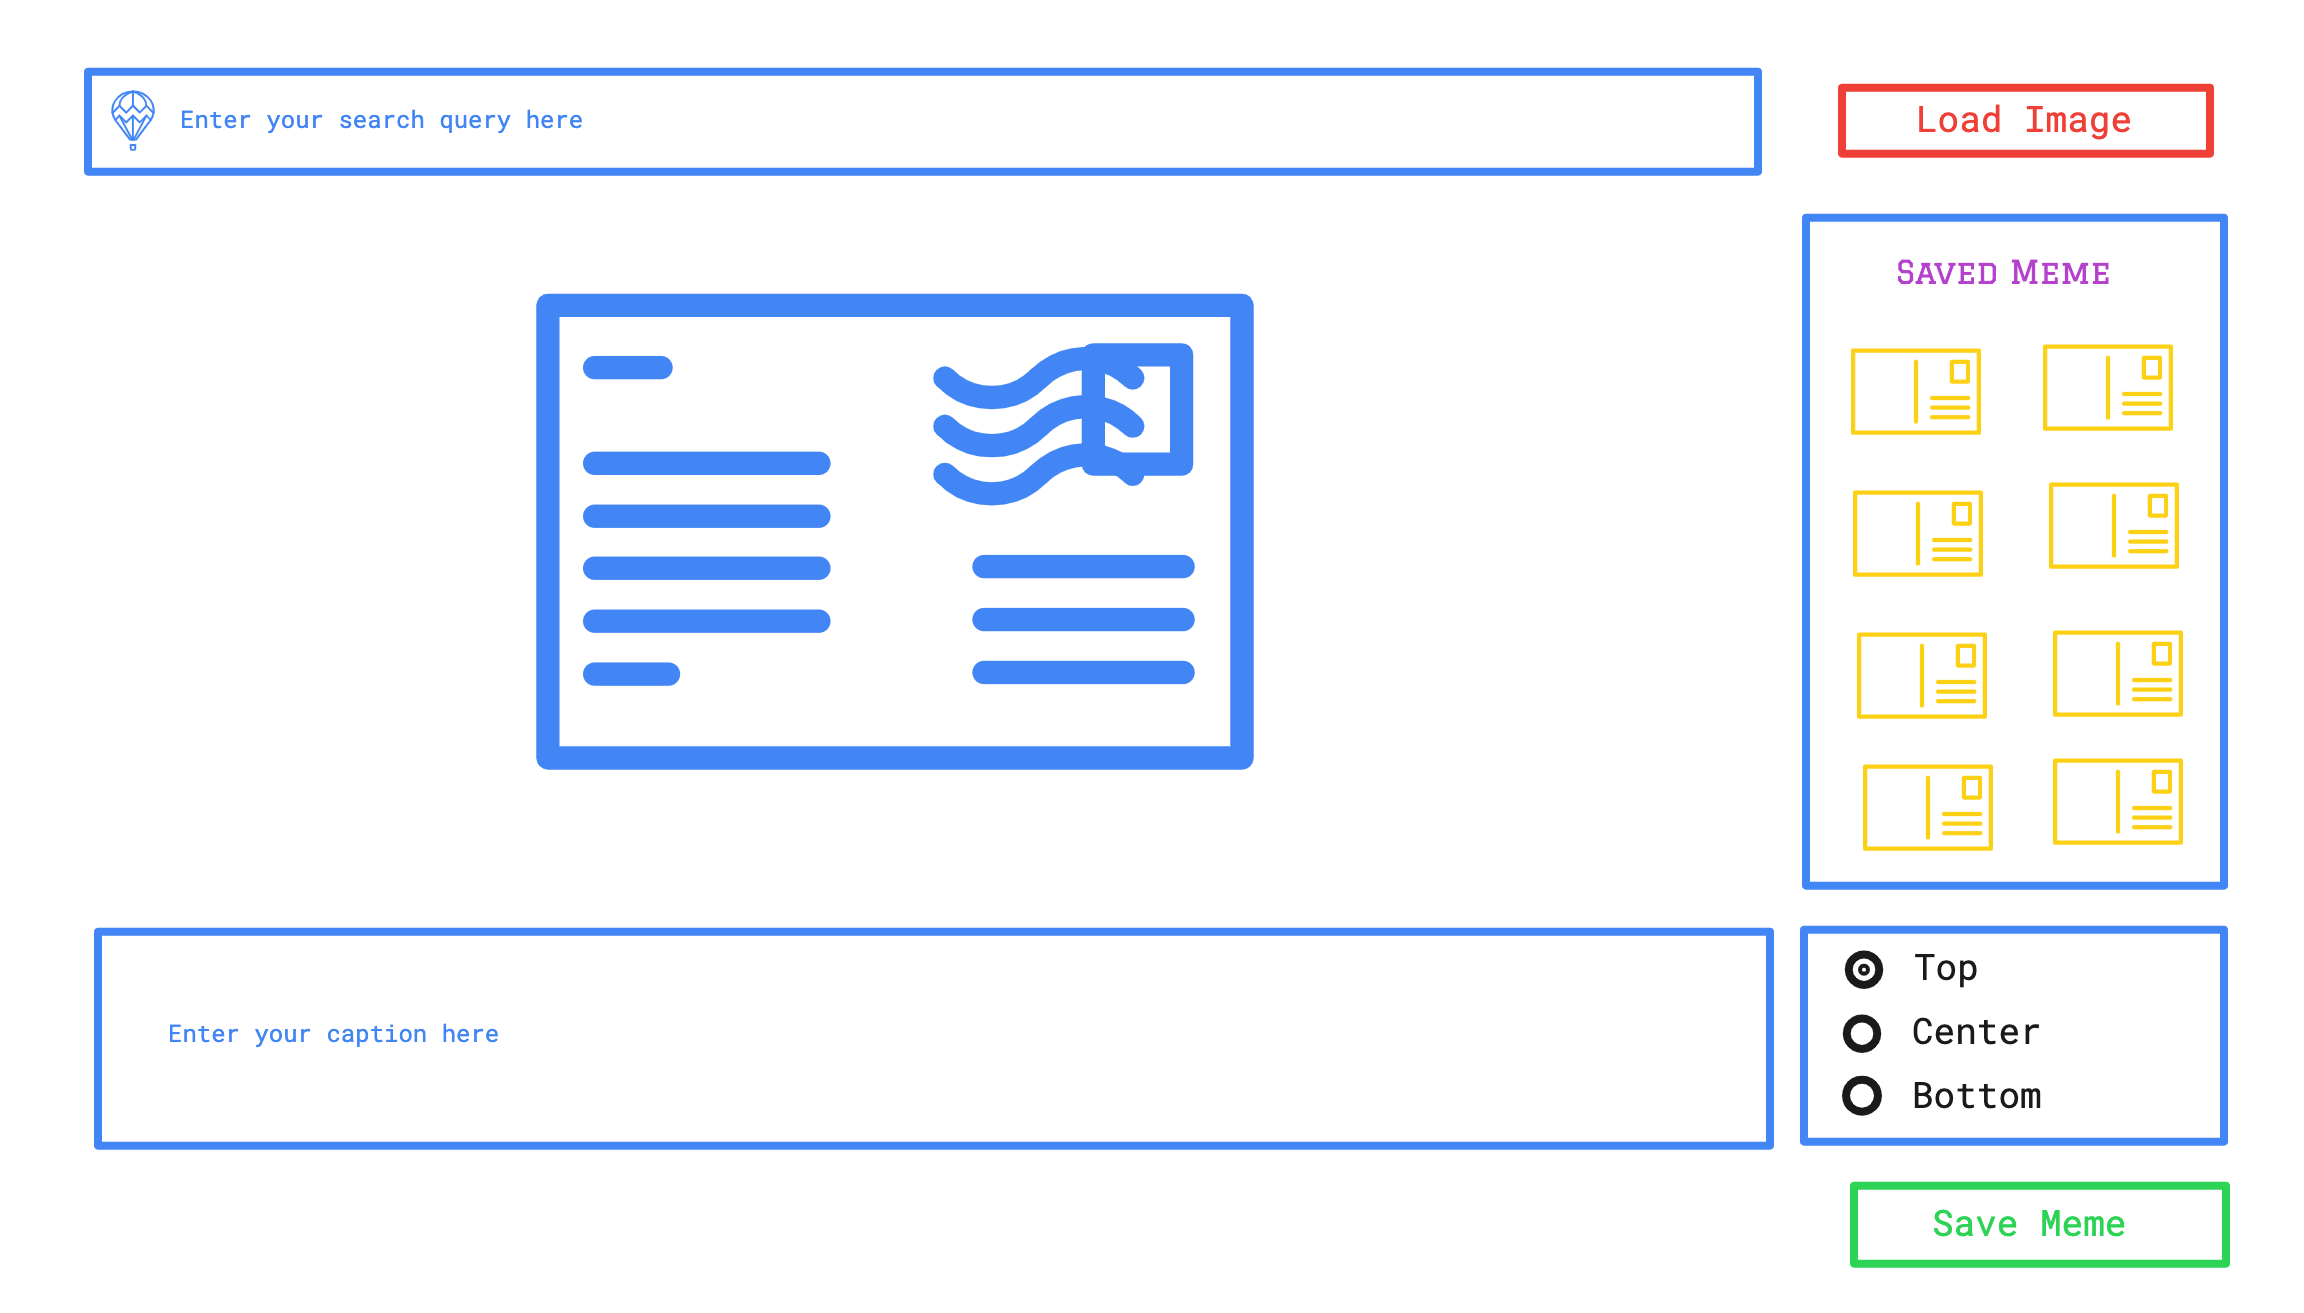 Enter your search query here
Load Image
Saved Meme
Enter your caption here
Top
Center
Bottom
Save Meme